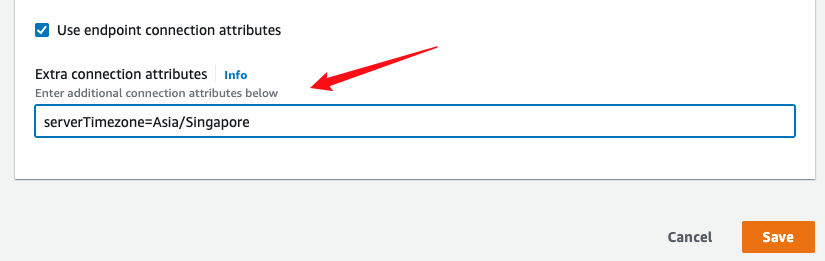 Use endpoint connection attributes
Extra connection attributes Info
Enter additional connection attributes below
serverTimezone=Asia/Singapore
Cancel Save